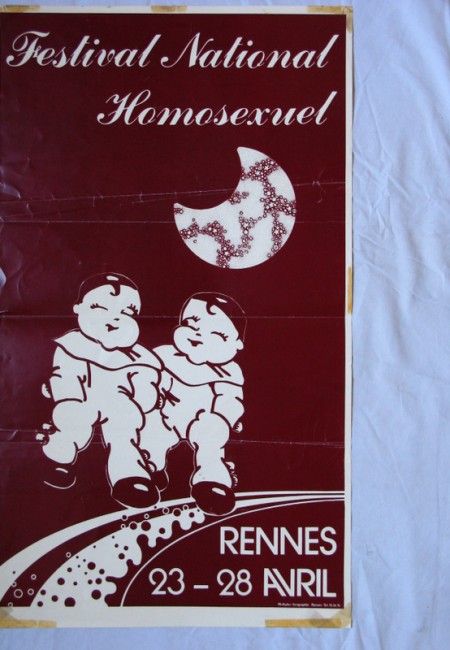 Festival National
Homosexuel
RENNES
23 - 28 AVRIL